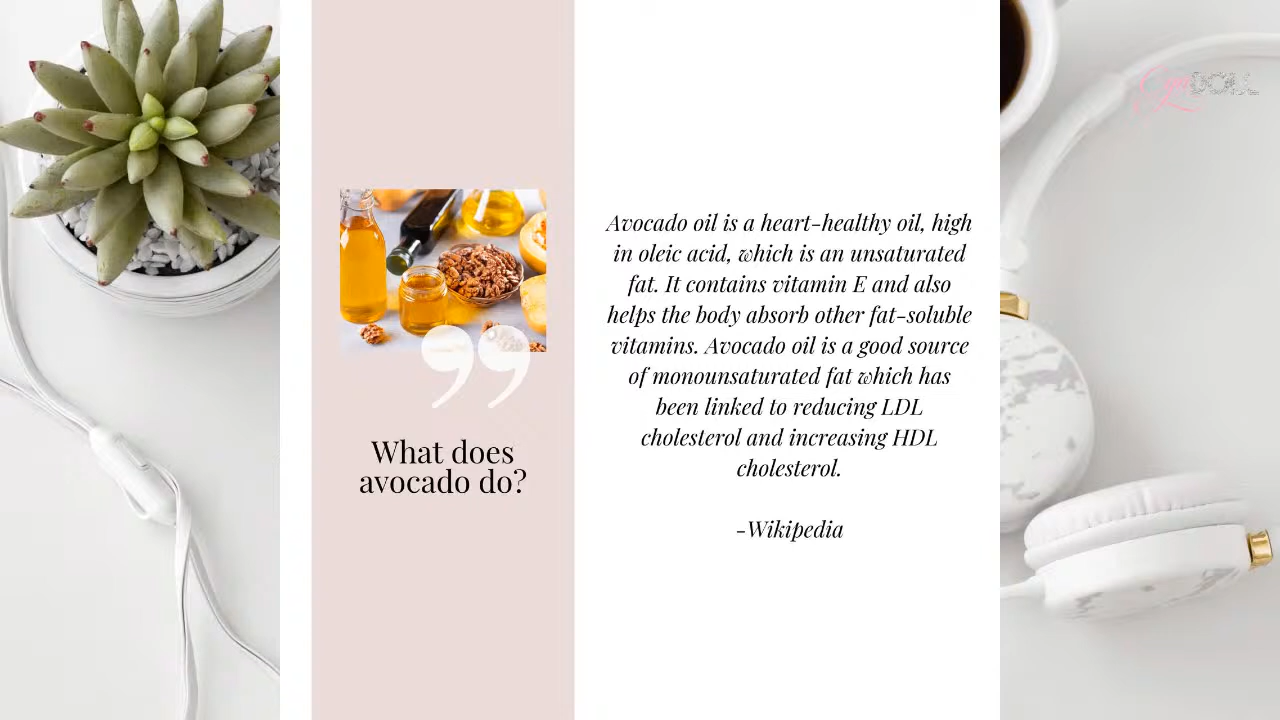 What does
avocado do?
Avocado oil is a heart-healthy oil, high
in oleic acid, which is an unsaturated
fat. It contains vitamin E and also
helps the body absorb other fat-soluble
vitamins. Avocado oil is a good source
of monounsaturated fat which has
been linked to reducing LDL
cholesterol and increasing HDL
cholesterol.
-Wikipedia